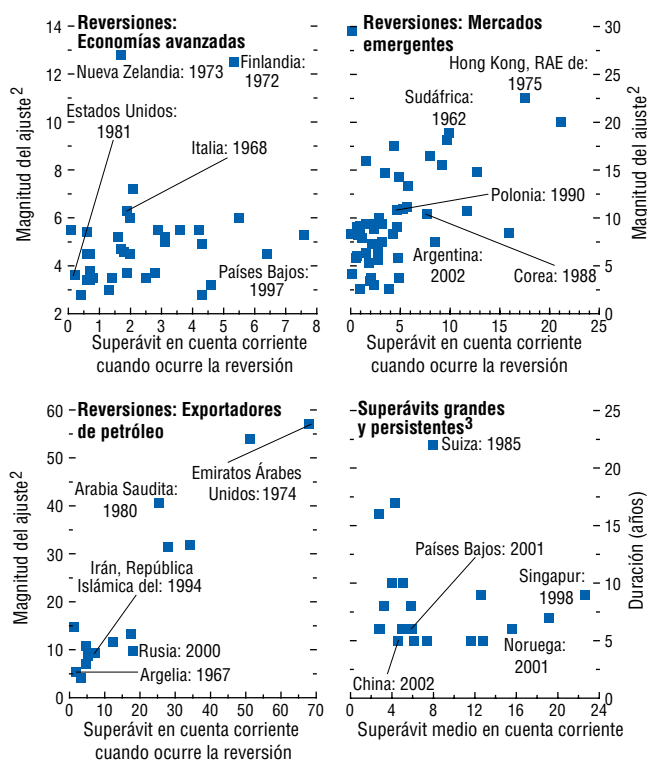 Reversiones:
Economías avanzadas
Magnitud del ajuste2
16
14
12
10
8
6
4
2
Nueva Zelandia: 1973
Finlandia:
1972
Estados Unidos:
1981
Italia: 1968
Países Bajos:
1997
0 1 2 3 4 5 6 7 8
Superávit en cuenta corriente
cuando ocurre la reversión
Reversiones: Mercados
emergentes
30
25
20
15
10
5
0
Magnitud del ajuste2
Hong Kong, RAE de:
1975
Sudáfrica:
1962
Polonia: 1990
Argentina:
2002
Corea: 1988
0 5 10 15 20 25
Superávit en cuenta corriente
cuando ocurre la reversión
Reversiones: Exportadores
de petróleo
Magnitud del ajuste2
60
50
40
30
20
10
0
Emiratos Árabes
Unidos: 1974
Arabia Saudita:
1980
Irán, República
Islámica del: 1994
Rusia: 2000
Argelia: 1967
0 10 20 30 40 50 60 70
Superávit en cuenta corriente
cuando ocurre la reversión
Superávits grandes
y persistentes3
25
20
15
10
5
0
Duración (años)
Suiza: 1985
Países Bajos: 2001
Singapur:
1998
Noruega:
2001
China: 2002
0 4 8 12 16 20 24
Superávit medio en cuenta corriente